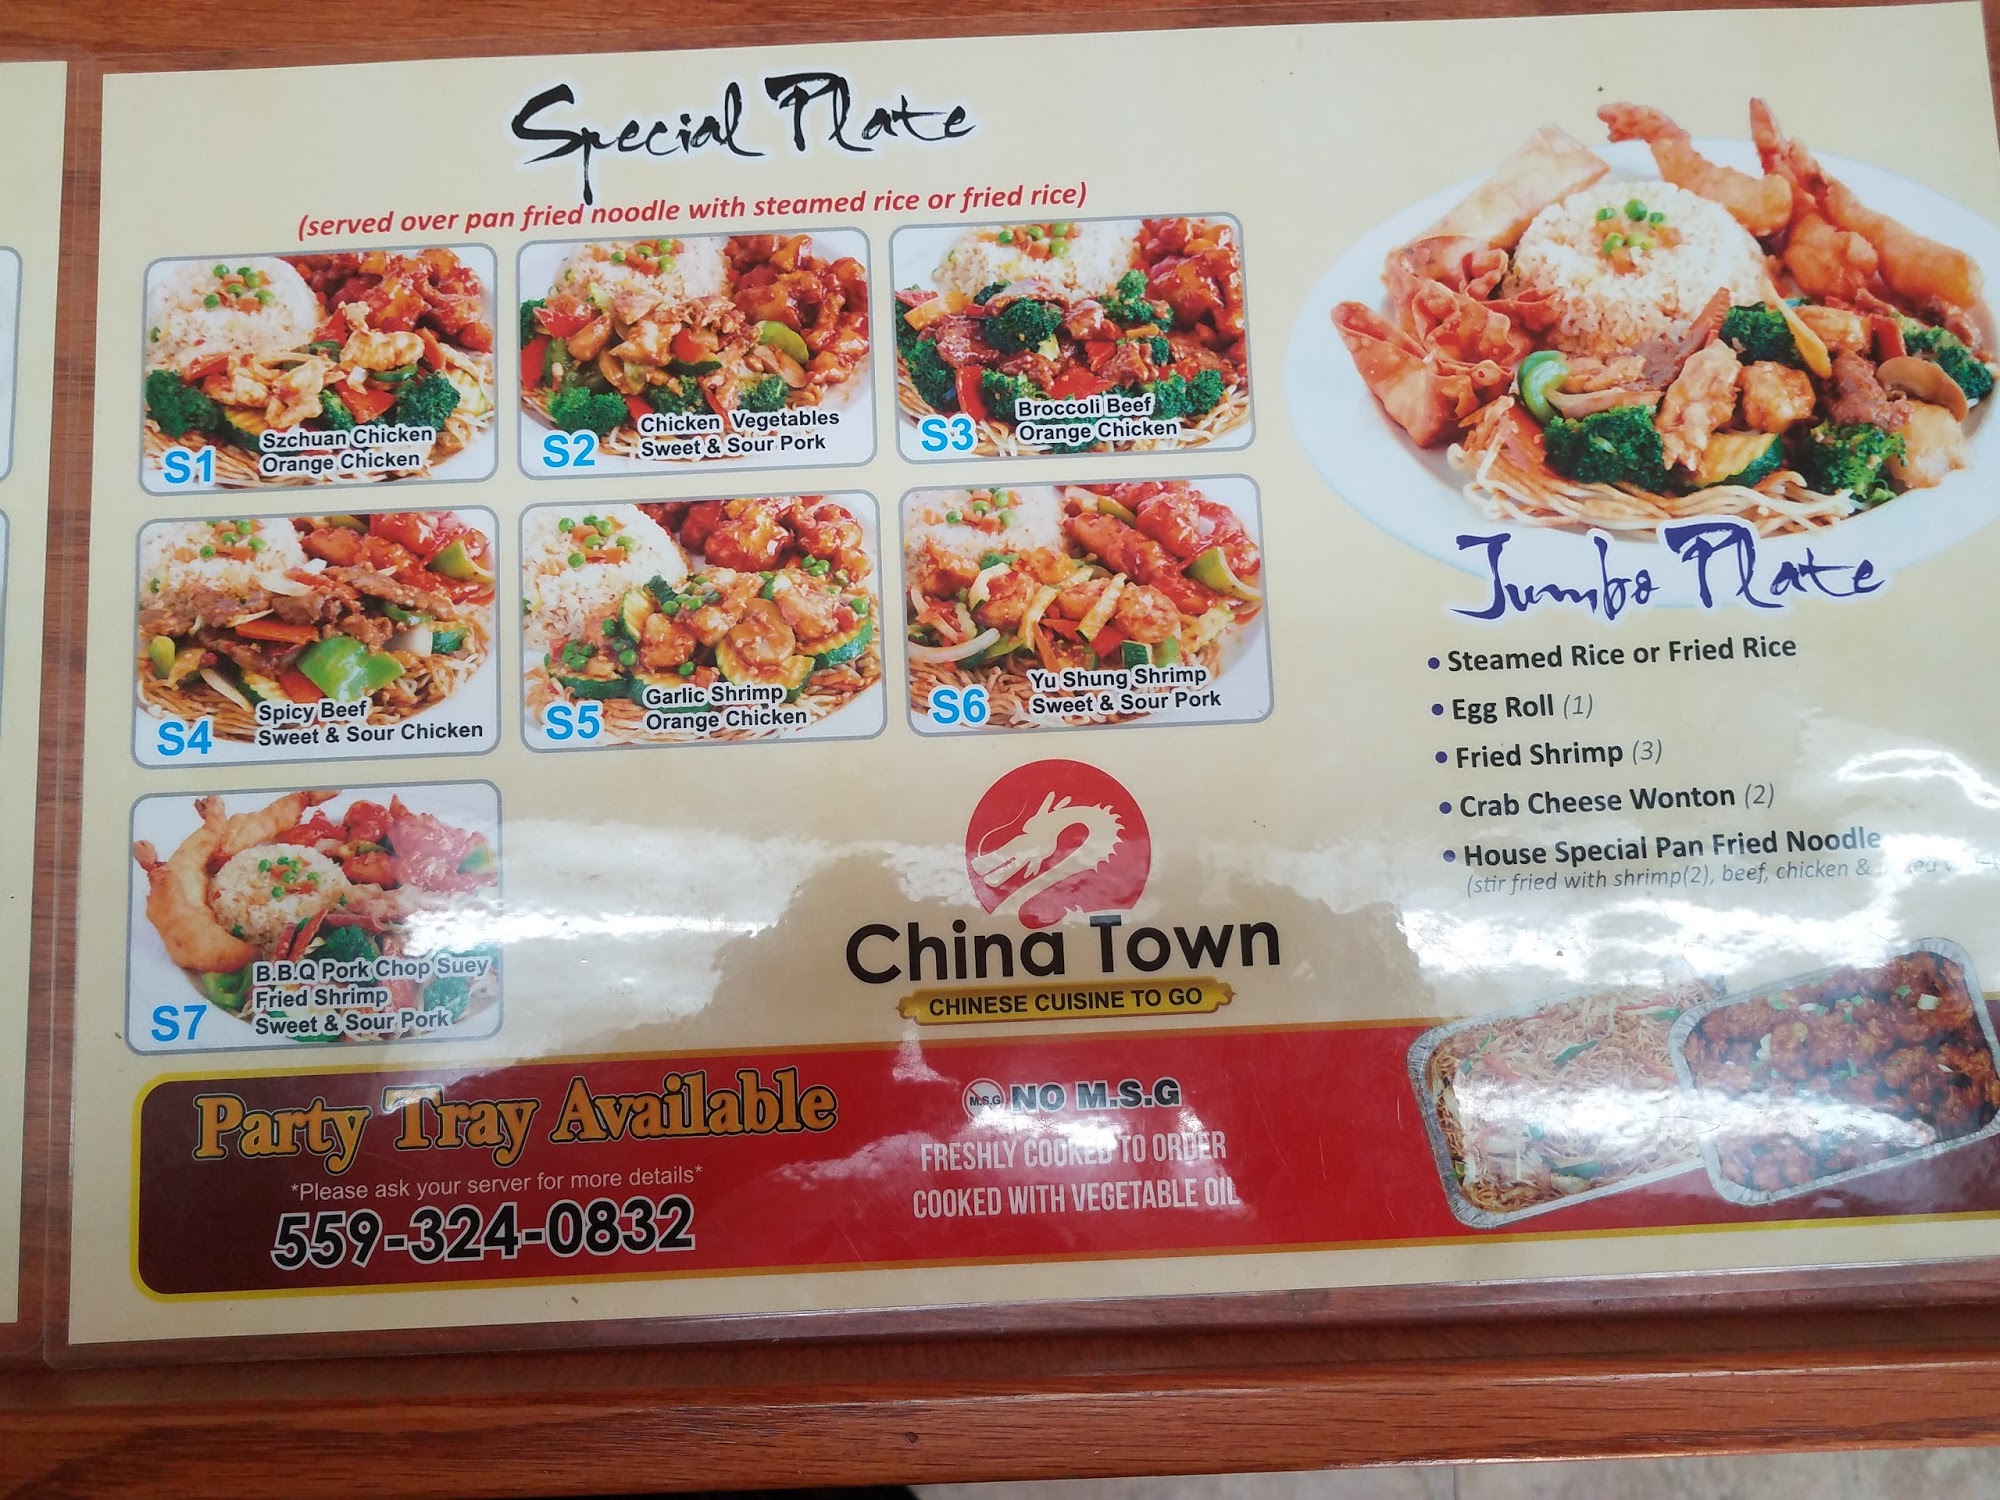 Special Plate
(served over pan fried noodle with steamed rice or fried rice)
S1
Szchuan Chicken
Orange Chicken
S2
Chicken Vegetables
Sweet & Sour Pork
S3
Broccoli Beef
Orange Chicken
S4
Spicy Beef
Sweet & Sour Chicken
S5
Garlic Shrimp
Orange Chicken
S6
Yu Shung Shrimp
Sweet & Sour Pork
S7
B.B.Q Pork Chop Suey
Fried Shrimp
Sweet & Sour Pork
Jumbo Plate
• Steamed Rice or Fried Rice
• Egg Roll (1)
• Fried Shrimp (3)
• Crab Cheese Wonton (2)
• House Special Pan Fried Noodle
(stir fried with shrimp(2), beef, chicken &
China Town
CHINESE CUISINE TO GO
Party Tray Available
*Please ask your server for more details*
559-324-0832
M.S.G NO M.S.G
FRESHLY COOKED TO ORDER
COOKED WITH VEGETABLE OIL